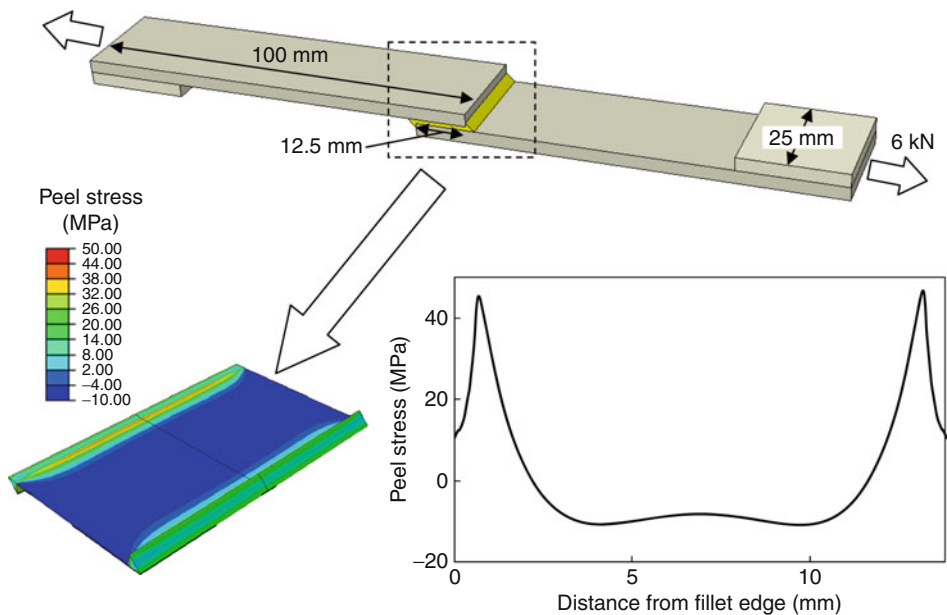 100 mm
12.5 mm
25 mm
6 kN
Peel stress
(MPa)
50.00
44.00
38.00
32.00
26.00
20.00
14.00
8.00
2.00
−4.00
−10.00
Peel stress (MPa)
40
20
0
−20
0
5
10
Distance from fillet edge (mm)